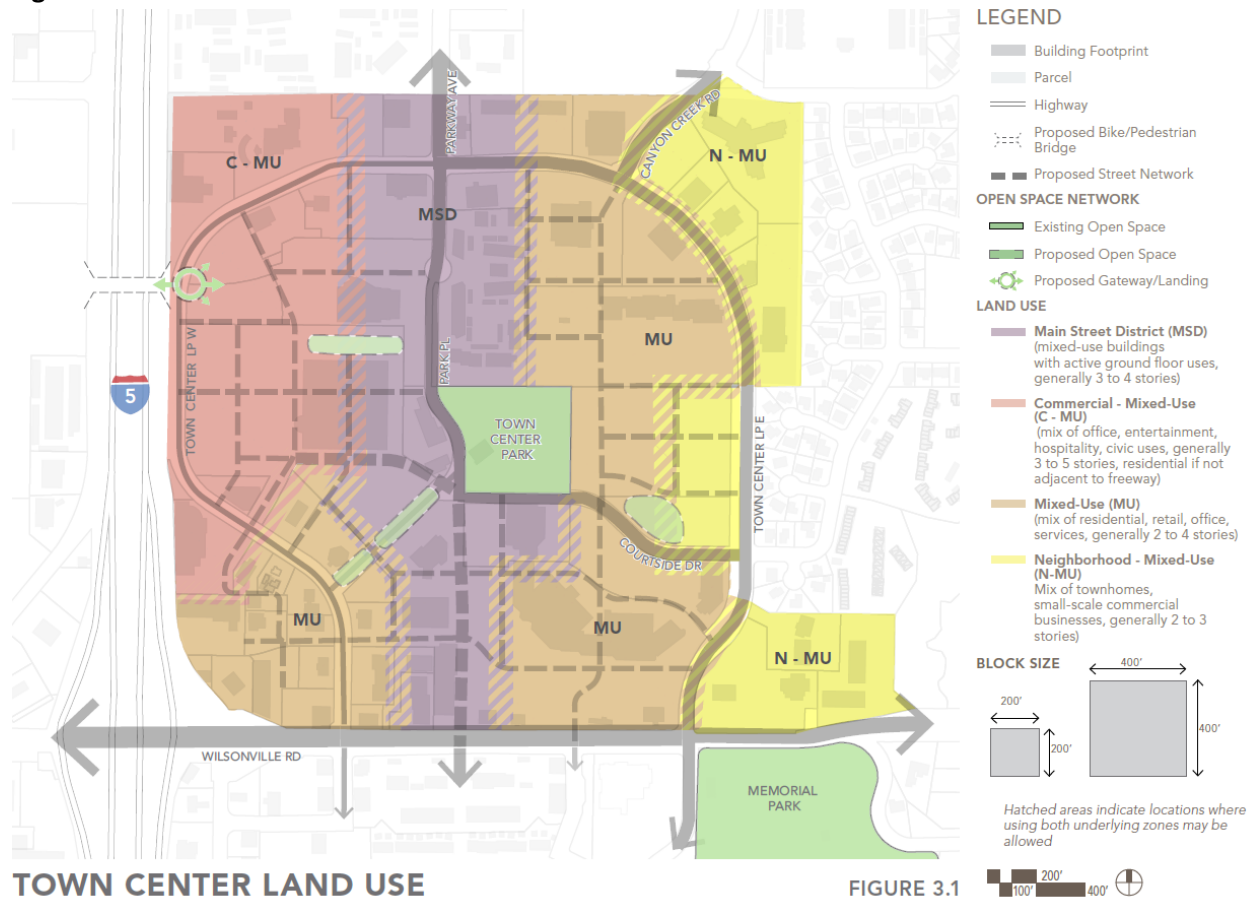 LEGEND
Building Footprint
Parcel
Highway
Proposed Bike/Pedestrian
Bridge
Proposed Street Network
OPEN SPACE NETWORK
Existing Open Space
Proposed Open Space
Proposed Gateway/Landing
LAND USE
Main Street District (MSD)
(mixed-use buildings
with active ground floor uses,
generally 3 to 4 stories)
Commercial - Mixed-Use
(C - MU)
(mix of office, entertainment,
hospitality, civic uses, generally
3 to 5 stories, residential if not
adjacent to freeway)
Mixed-Use (MU)
(mix of residential, retail, office,
services, generally 2 to 4 stories)
Neighborhood - Mixed-Use
(N-MU)
Mix of townhomes,
small-scale commercial
businesses, generally 2 to 3
stories)
BLOCK SIZE
400'
200'
200'
400'
Hatched areas indicate locations where
using both underlying zones may be
allowed
200'
100'
400'
PARKWAY AVE
CANYON CREEK RD
C - MU
N - MU
MSD
TOWN CENTER LP W
PARK PL
MU
5
TOWN
CENTER
PARK
TOWN CENTER LP E
COURTSIDE DR
MU
MU
N - MU
WILSONVILLE RD
MEMORIAL
PARK
TOWN CENTER LAND USE
FIGURE 3.1